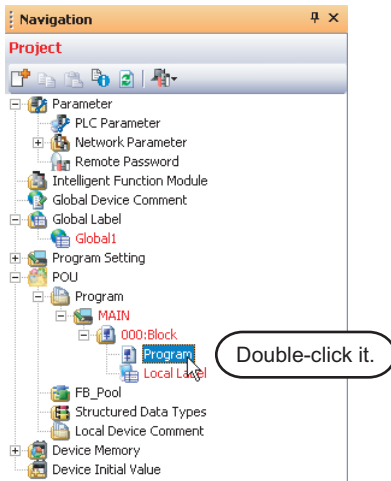 Navigation
Project
Parameter
PLC Parameter
Network Parameter
Remote Password
Intelligent Function Module
Global Device Comment
Global Label
Global1
Program Setting
POU
Program
MAIN
000:Block
Program
Double-click it.
Local Label
FB_Pool
Structured Data Types
Local Device Comment
Device Memory
Device Initial Value